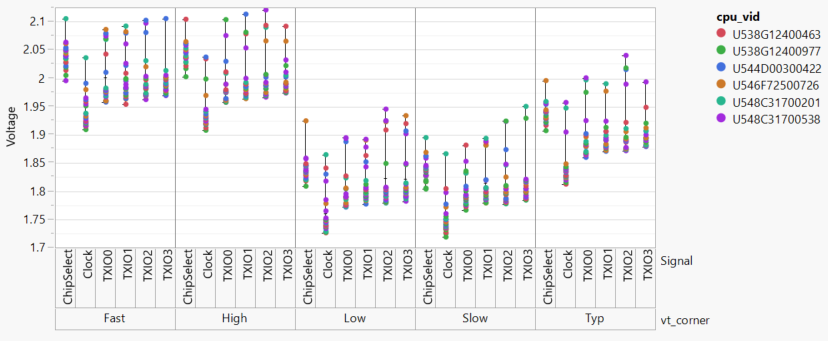 cpu_vid
U538G12400463
U538G12400977
U544D00300422
U546F72500726
U548C31700201
U548C31700538
Voltage
2.1
2.05
2
1.95
1.9
1.85
1.8
1.75
1.7
ChipSelect Clock TXIO0 TXIO1 TXIO2 TXIO3 ChipSelect Clock TXIO0 TXIO1 TXIO2 TXIO3 ChipSelect Clock TXIO0 TXIO1 TXIO2 TXIO3 ChipSelect Clock TXIO0 TXIO1 TXIO2 TXIO3 ChipSelect Clock TXIO0 TXIO1 TXIO2 TXIO3 Signal
Fast High Low Slow Typ vt_corner